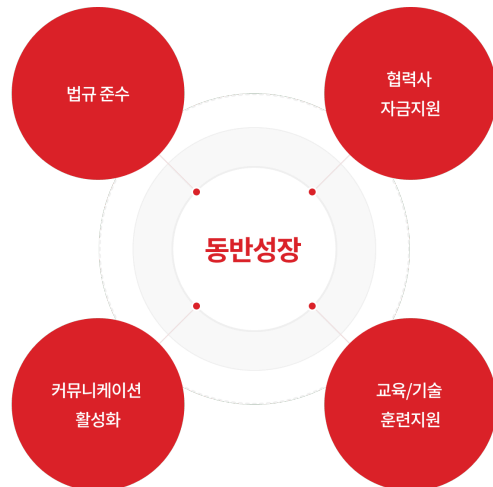 법규 준수
협력사
자금지원
동반성장
커뮤니케이션
활성화
교육/기술
훈련지원